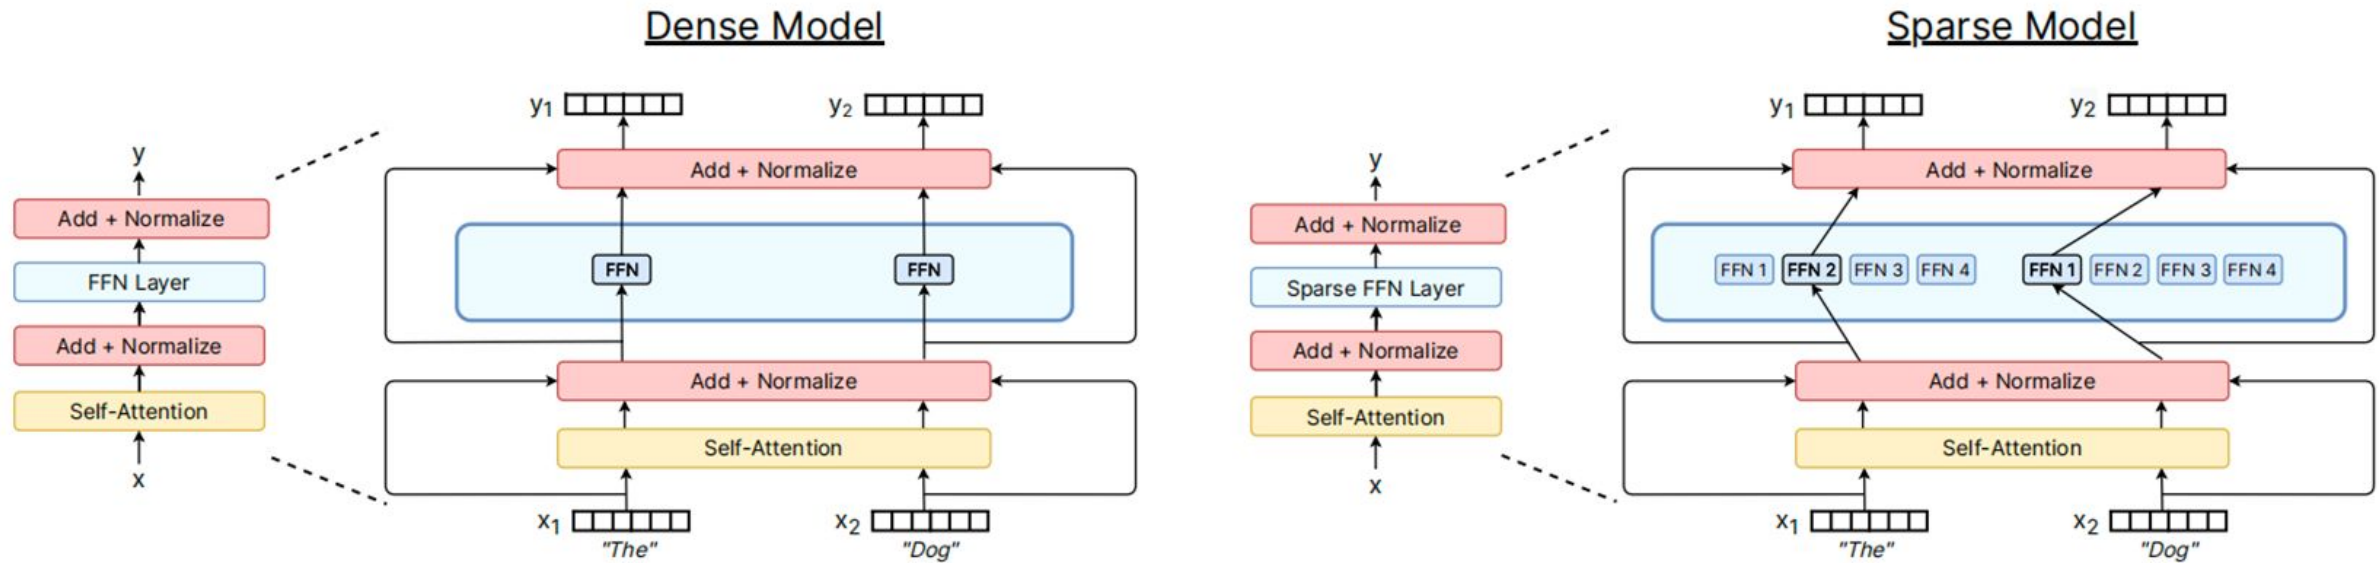 Dense Model
y
Add + Normalize
FFN Layer
Add + Normalize
Self-Attention
x
y1 y2
Add + Normalize
FFN FFN
Add + Normalize
Self-Attention
x1 x2
"The" "Dog"
Sparse Model
y
Add + Normalize
Sparse FFN Layer
Add + Normalize
Self-Attention
x
y1 y2
Add + Normalize
FFN 1 FFN 2 FFN 3 FFN 4 FFN 1 FFN 2 FFN 3 FFN 4
Add + Normalize
Self-Attention
x1 x2
"The" "Dog"